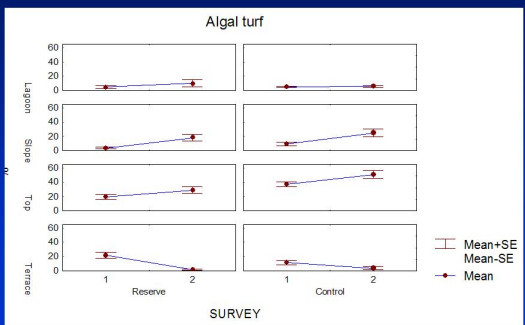 Algal turf
60
40
20
0
Lagoon
60
40
20
0
Slope
%
60
40
20
0
Top
60
40
20
0
Terrace
1 2 1 2
Reserve Control
SURVEY
Mean+SE
Mean-SE
Mean